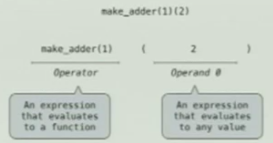 make_adder(1)(2)
make_adder(1) ( 2 )
Operator Operand 0
An expression that evaluates to a function
An expression that evaluates to any value